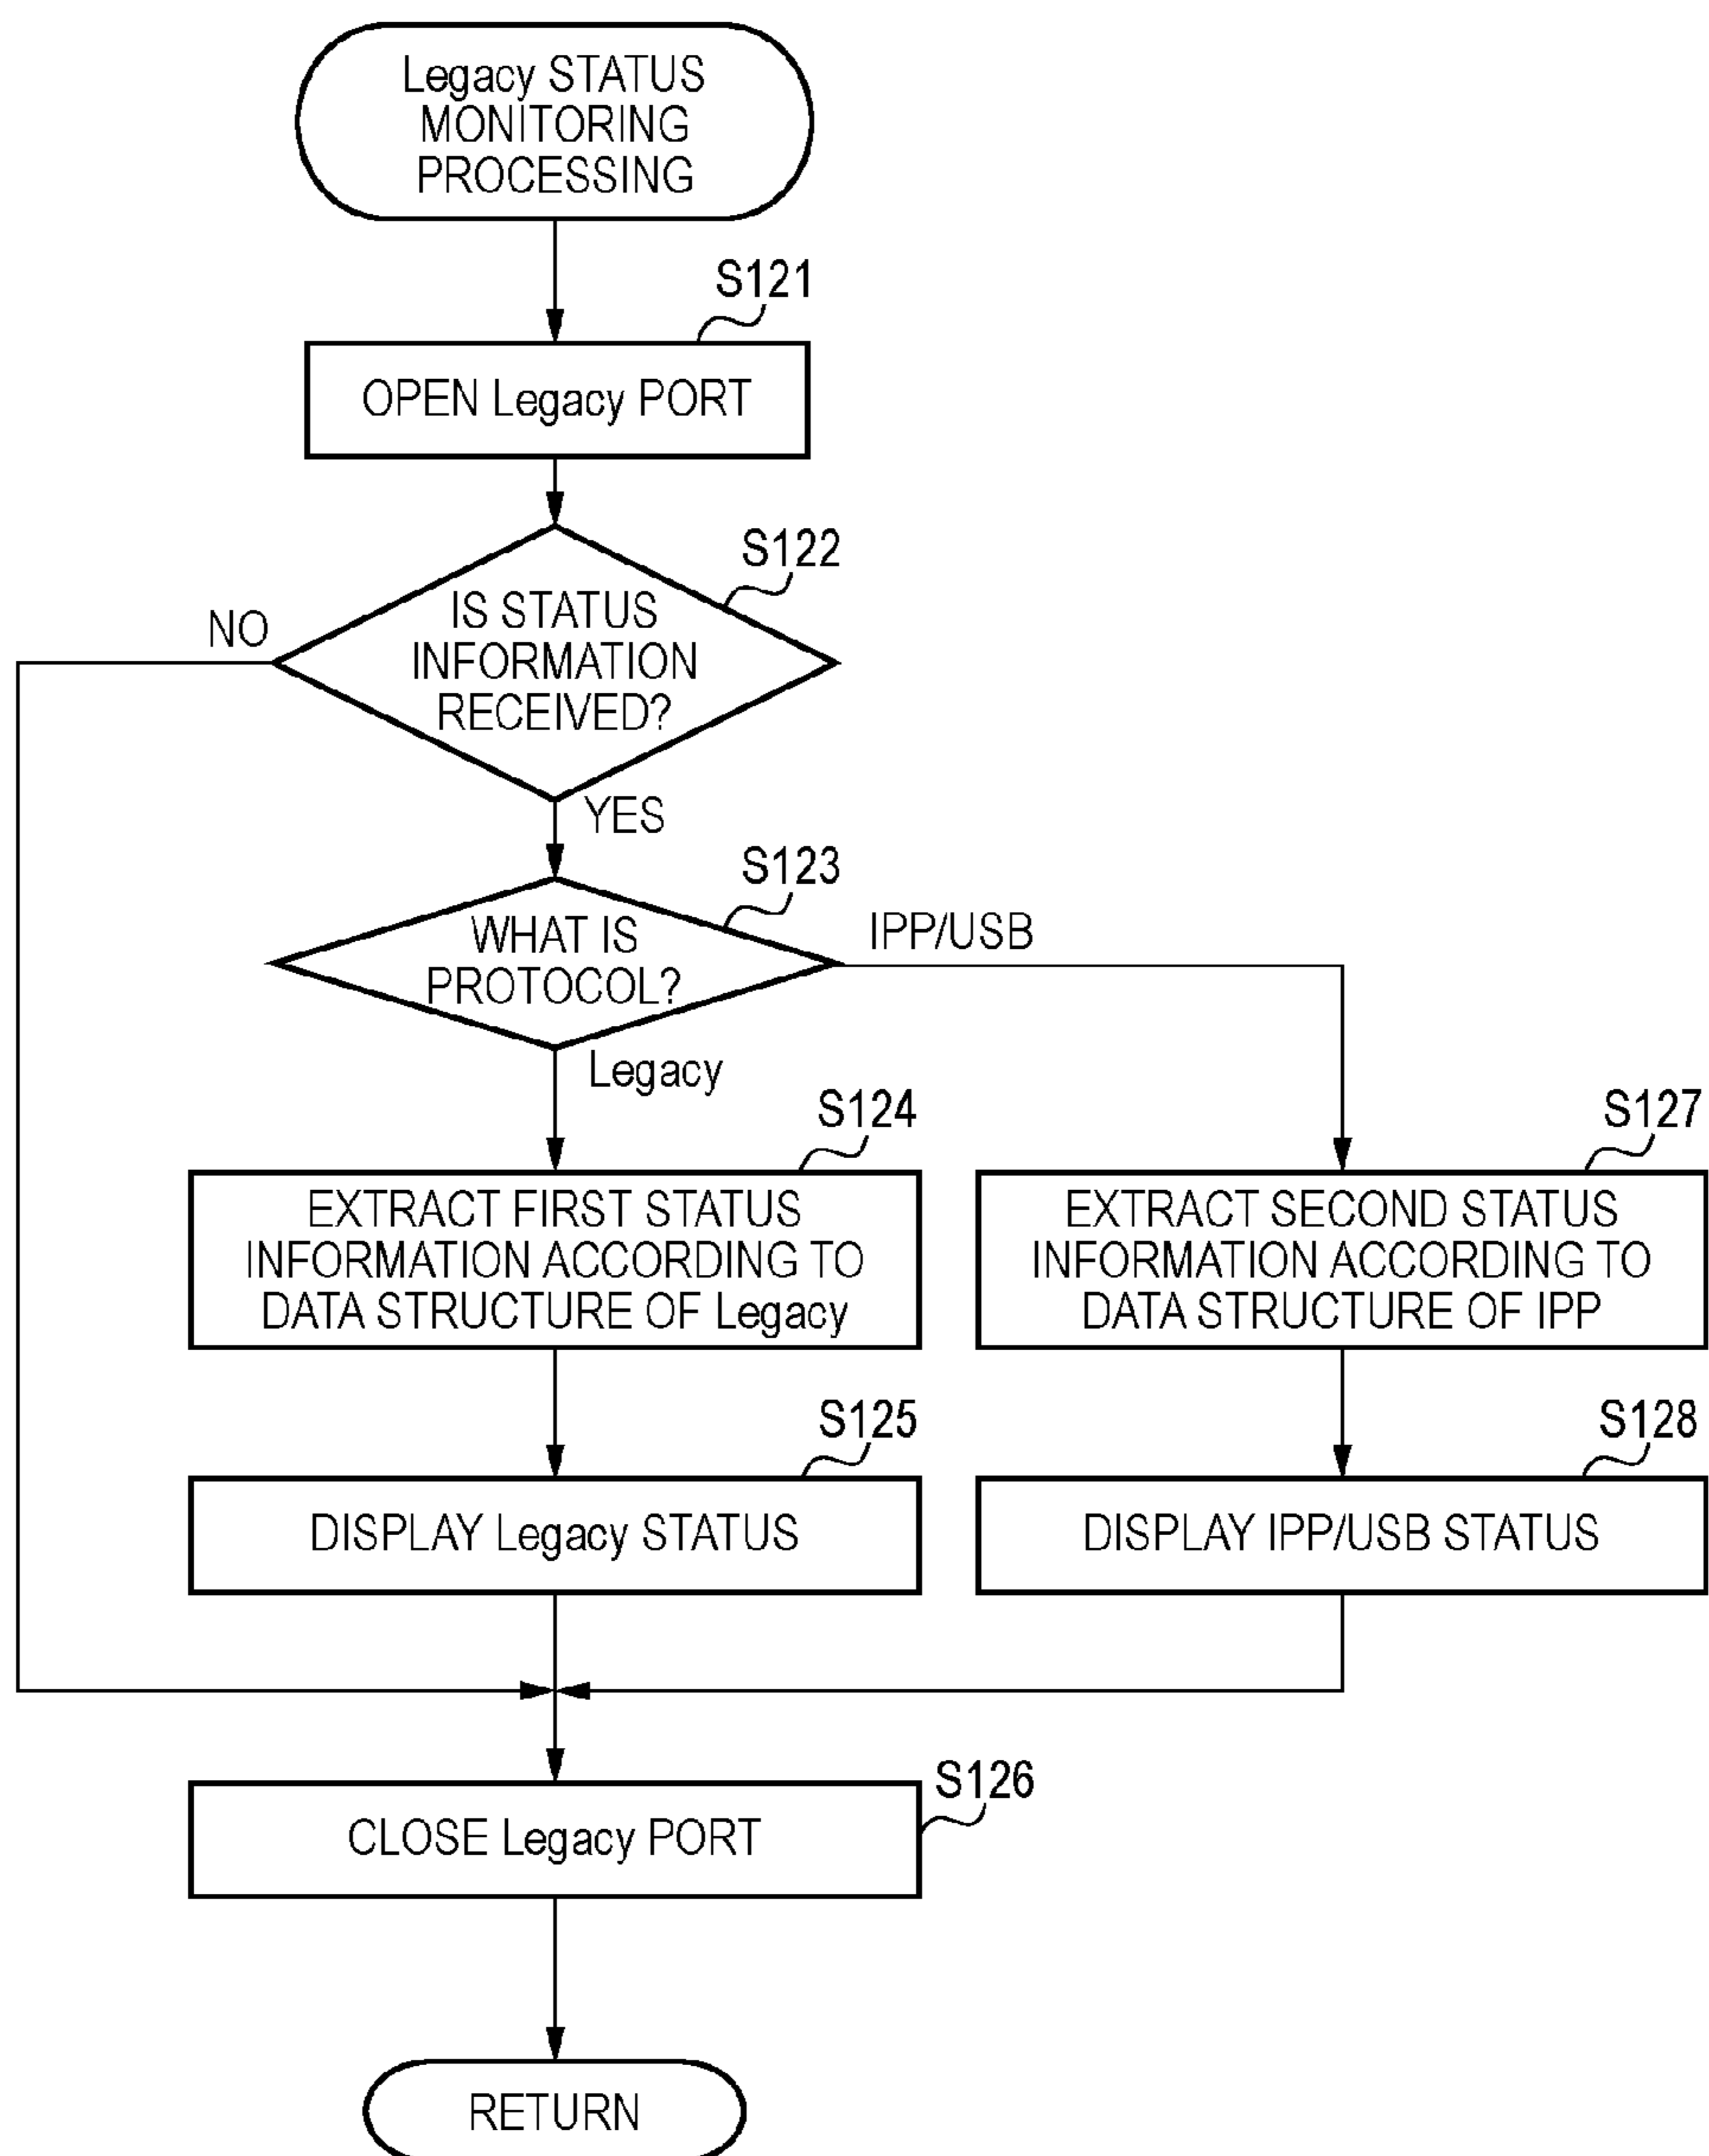 Legacy STATUS
MONITORING
PROCESSING
S121
OPEN Legacy PORT
S122
IS STATUS
INFORMATION
RECEIVED?
NO
YES
S123
WHAT IS
PROTOCOL?
IPP/USB
Legacy
S124
EXTRACT FIRST STATUS
INFORMATION ACCORDING TO
DATA STRUCTURE OF Legacy
S127
EXTRACT SECOND STATUS
INFORMATION ACCORDING TO
DATA STRUCTURE OF IPP
S125
DISPLAY Legacy STATUS
S128
DISPLAY IPP/USB STATUS
S126
CLOSE Legacy PORT
RETURN